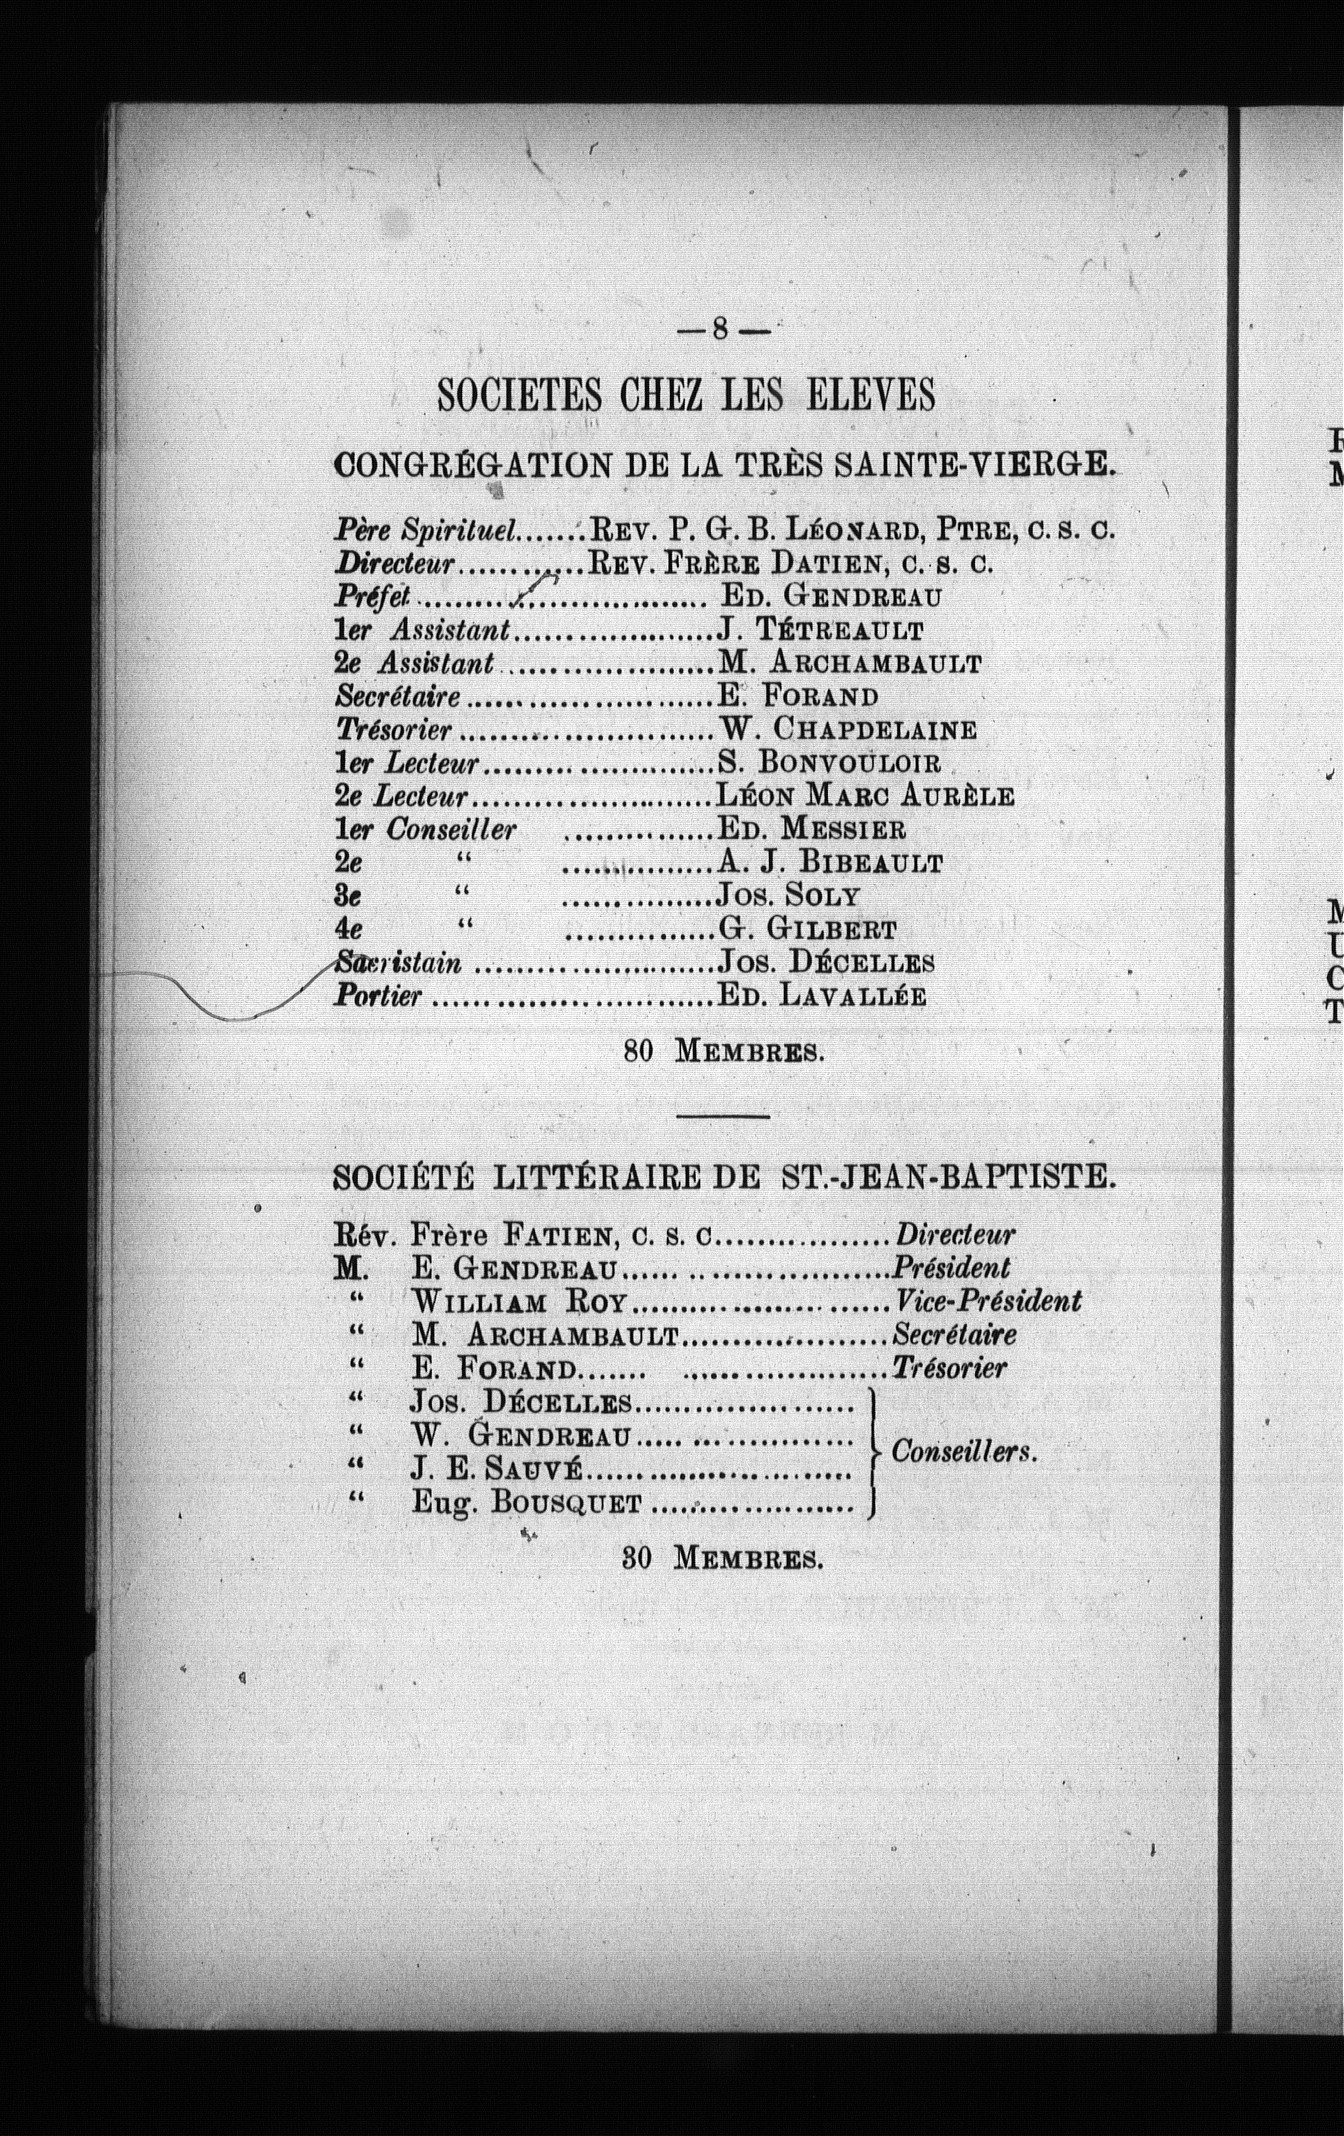 — 8 —
SOCIETES CHEZ LES ELEVES
CONGRÉGATION DE LA TRÈS SAINTE-VIERGE.
Père Spirituel.......REV. P. G. B. LÉONARD, PTRE, C. S. C.
Directeur............REV. FRÈRE DATIEN, C. S. C.
Préfet............................ ED. GENDREAU
1er Assistant....................J. TÉTREAULT
2e Assistant.....................M. ARCHAMBAULT
Secrétaire........................E. FORAND
Trésorier.........................W. CHAPDELAINE
1er Lecteur.......................S. BONVOULOIR
2e Lecteur........................LÉON MARC AURÈLE
1er Conseiller ...............ED. MESSIER
2e “ ...............A. J. BIBEAULT
3e “ ...............JOS. SOLY
4e “ ...............G. GILBERT
Sacristain ........................JOS. DÉCELLES
Portier ............................ED. LAVALLÉE
80 MEMBRES.
SOCIÉTÉ LITTÉRAIRE DE ST.-JEAN-BAPTISTE.
Rév. Frère FATIEN, C. S. C.................Directeur
M. E. GENDREAU...........................Président
“ WILLIAM ROY.........................Vice-Président
“ M. ARCHAMBAULT....................Secrétaire
“ E. FORAND....... ....................Trésorier
“ JOS. DÉCELLES......................
“ W. GENDREAU.....................
“ J. E. SAUVÉ.......................... } Conseillers.
“ Eug. BOUSQUET ....................
30 MEMBRES.